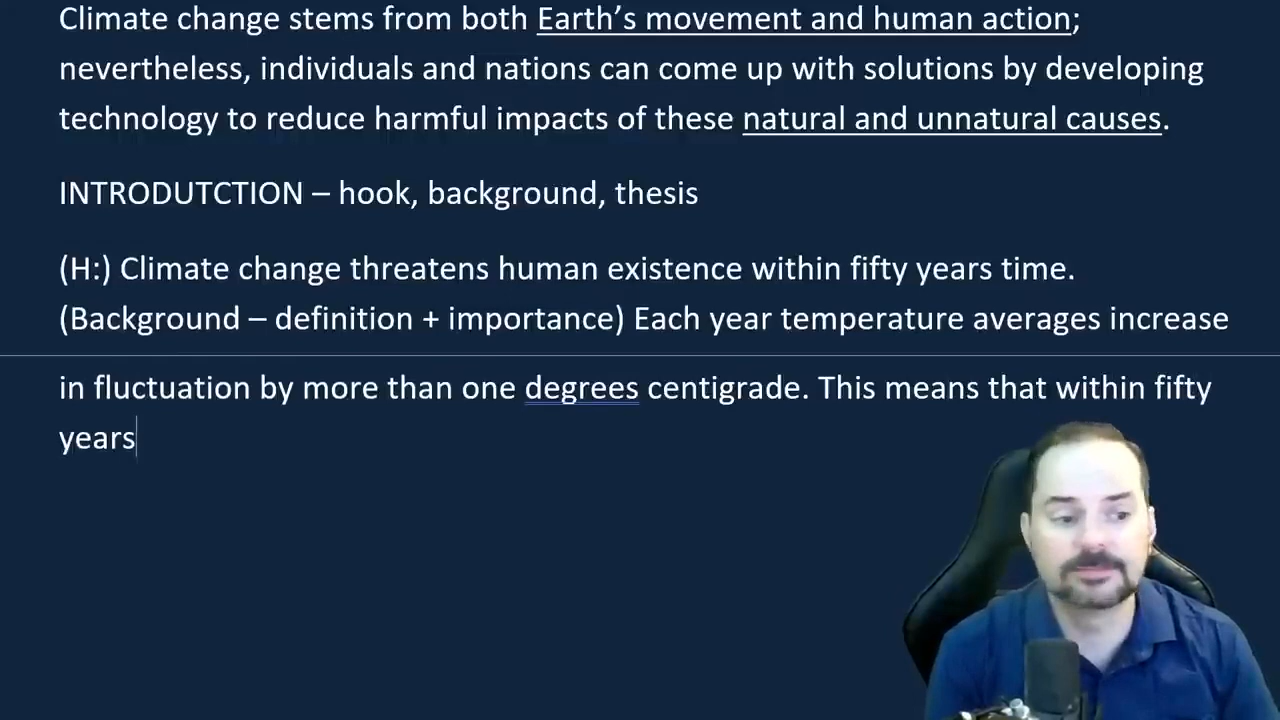 Climate change stems from both Earth’s movement and human action;
nevertheless, individuals and nations can come up with solutions by developing
technology to reduce harmful impacts of these natural and unnatural causes.
INTRODUTCTION – hook, background, thesis
(H:) Climate change threatens human existence within fifty years time.
(Background – definition + importance) Each year temperature averages increase
in fluctuation by more than one degrees centigrade. This means that within fifty
years